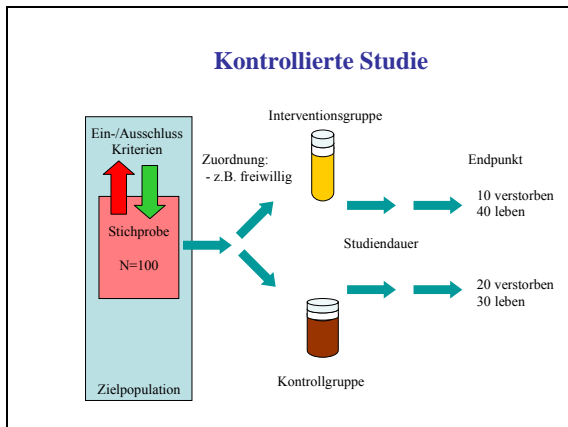 Kontrollierte Studie
Ein-/Ausschluss
Kriterien
Stichprobe
N=100
Zielpopulation
Zuordnung:
- z.B. freiwillig
Interventionsgruppe
Studiendauer
Kontrollgruppe
Endpunkt
10 verstorben
40 leben
20 verstorben
30 leben